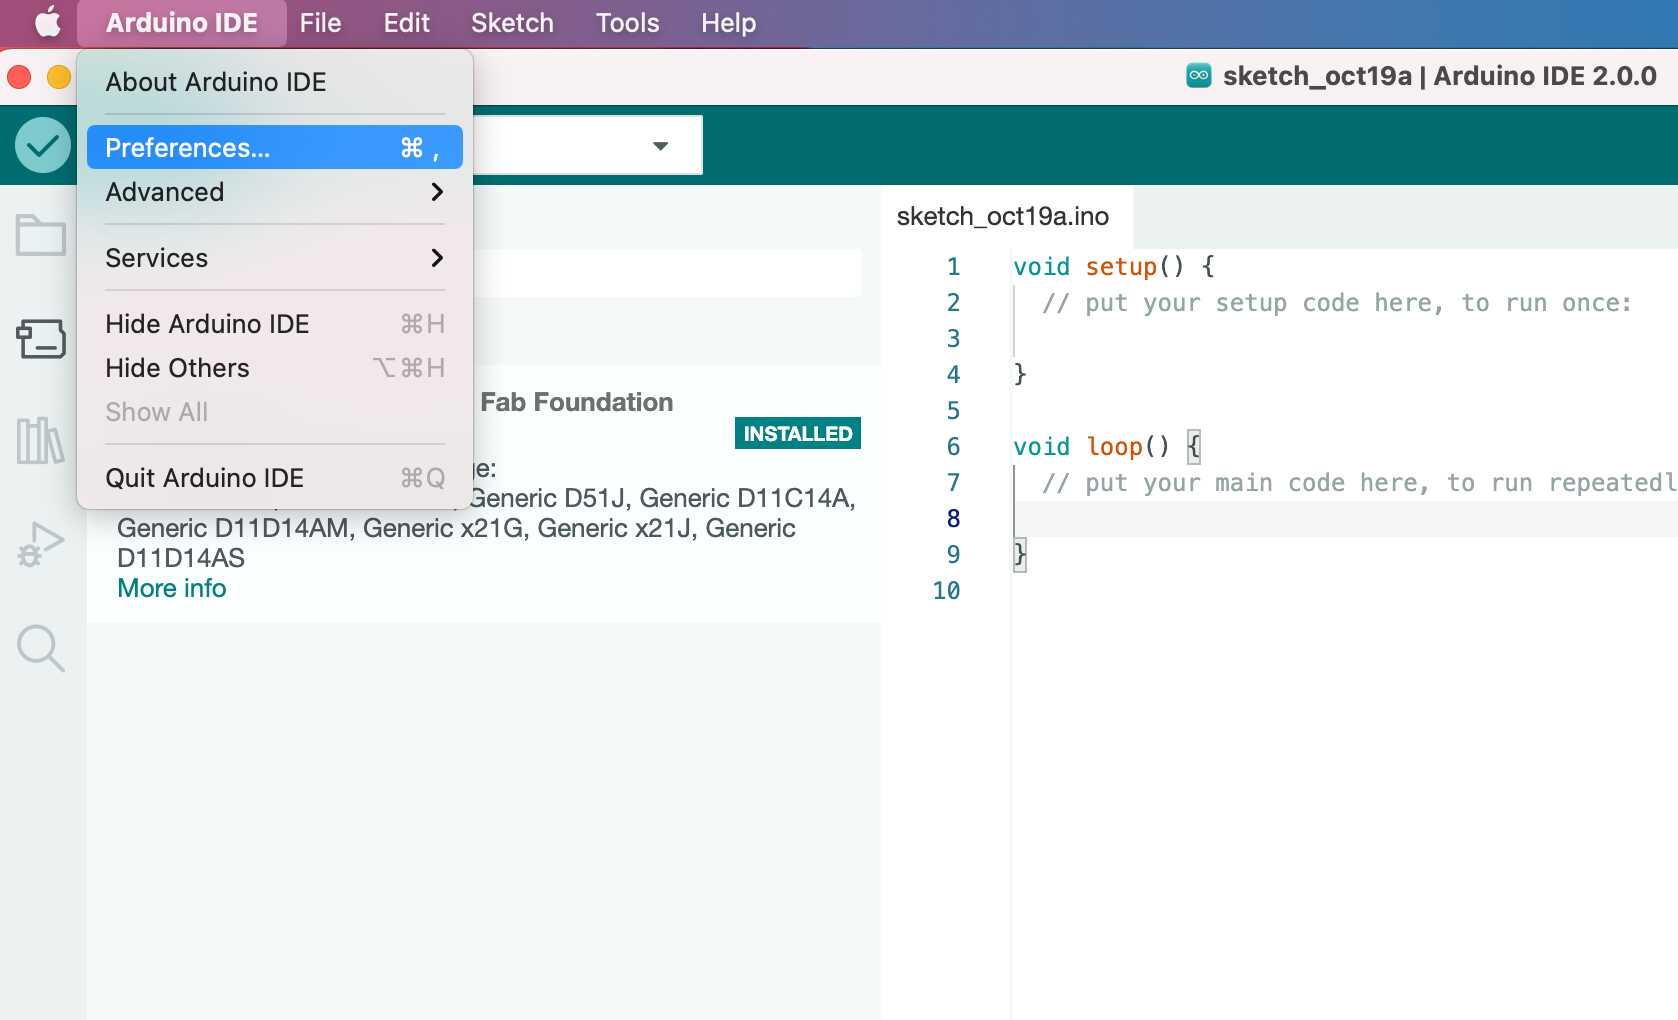 Arduino IDE File Edit Sketch Tools Help
sketch_oct19a | Arduino IDE 2.0.0
About Arduino IDE
Preferences... ⌘ ,
Advanced
Services
Hide Arduino IDE ⌘H
Hide Others ⌥⌘H
Show All
Quit Arduino IDE ⌘Q
Fab Foundation
INSTALLED
Generic D51J, Generic D11C14A,
Generic D11D14AM, Generic x21G, Generic x21J, Generic
D11D14AS
More info
sketch_oct19a.ino
1 void setup() {
2 // put your setup code here, to run once:
3
4 }
5
6 void loop() {
7 // put your main code here, to run repeatedl
8
9 }
10